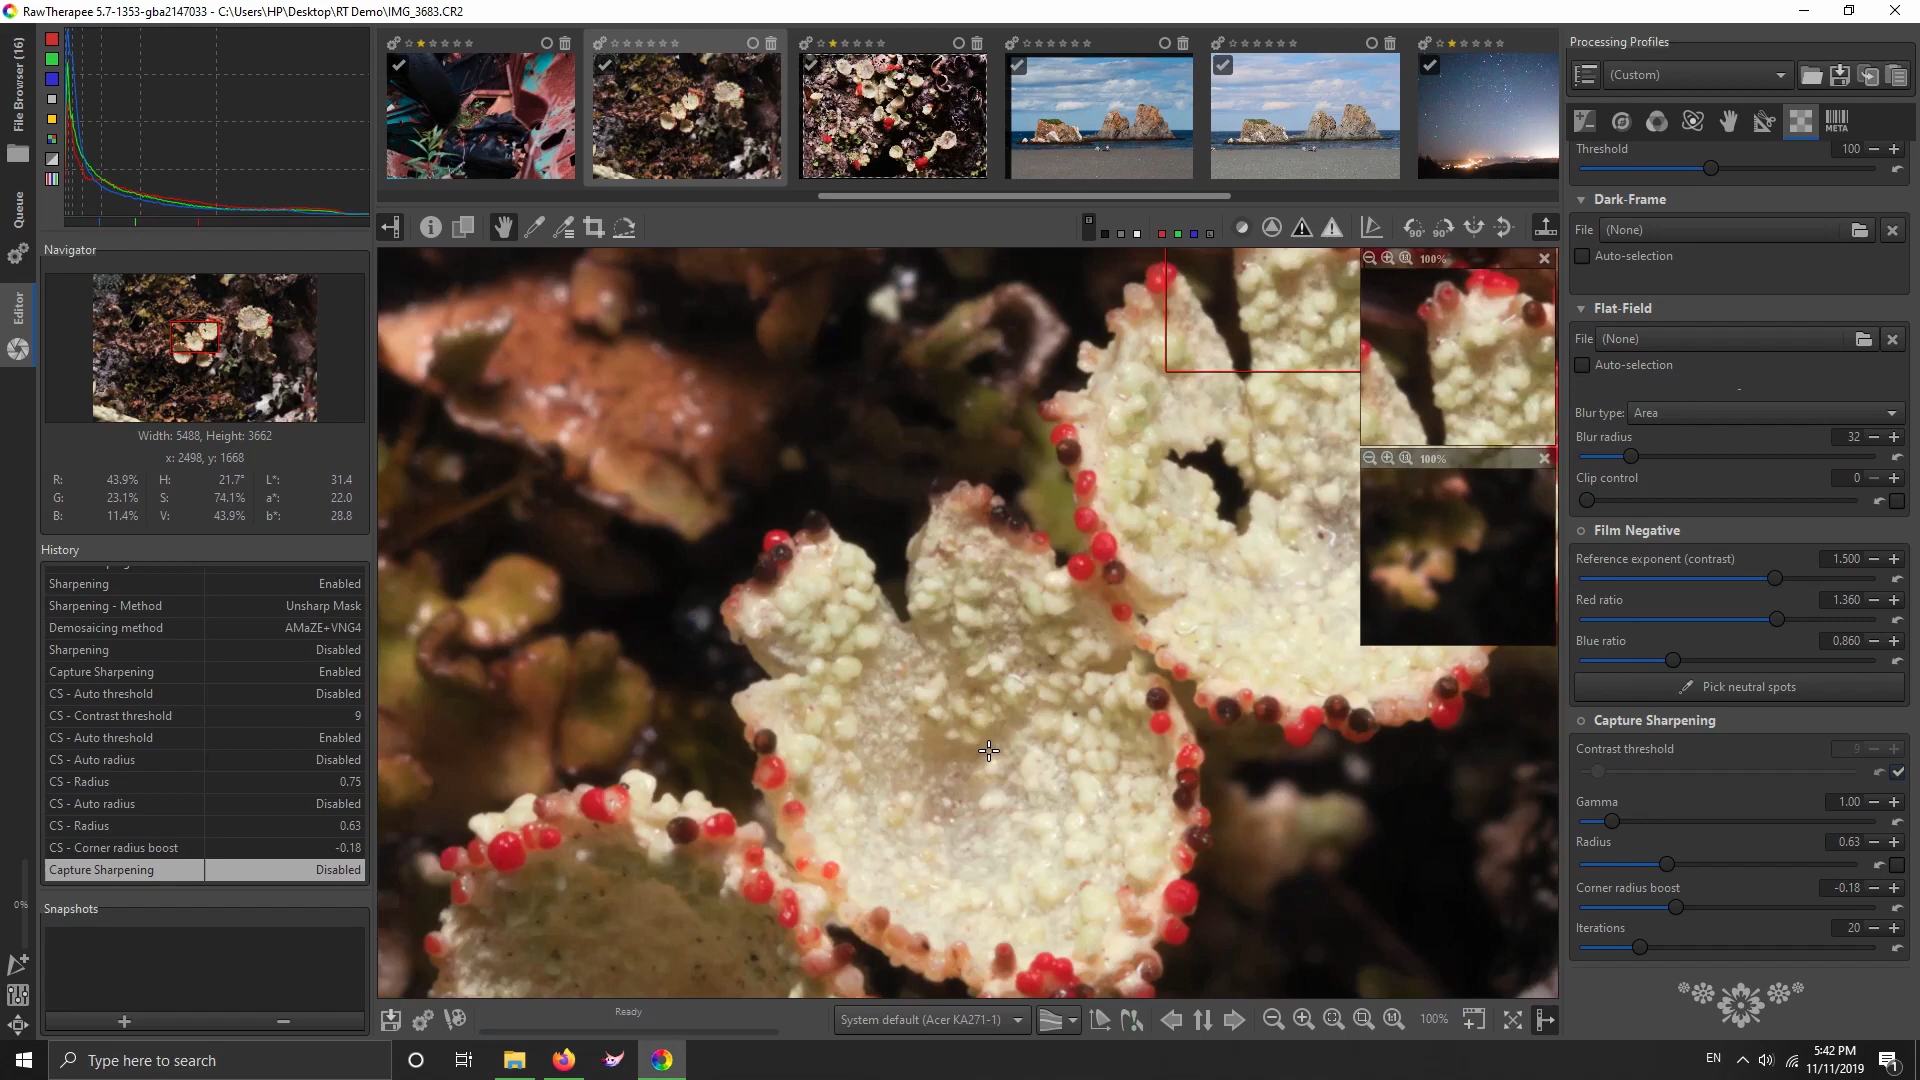 RawTherapee 5.7-1353-gba2147033 - C:\Users\HP\Desktop\RT Demo\IMG_3683.CR2
File Browser (16)
Queue
Editor
0%
Navigator
Width: 5488, Height: 3662
x: 2498, y: 1668
R: 43.9% H: 21.7° L*: 31.4
G: 23.1% S: 74.1% a*: 22.0
B: 11.4% V: 43.9% b*: 28.8
History
Sharpening Enabled
Sharpening - Method Unsharp Mask
Demosaicing method AMaZE+VNG4
Sharpening Disabled
Capture Sharpening Enabled
CS - Auto threshold Disabled
CS - Contrast threshold 9
CS - Auto threshold Enabled
CS - Auto radius Disabled
CS - Radius 0.75
CS - Auto radius Disabled
CS - Radius 0.63
CS - Corner radius boost -0.18
Capture Sharpening Disabled
Snapshots
100%
100%
Ready
System default (Acer KA271-1)
100%
Processing Profiles
(Custom)
META
Threshold 100
Dark-Frame
File (None)
Auto-selection
Flat-Field
File (None)
Auto-selection
-
Blur type: Area
Blur radius 32
Clip control 0
Film Negative
Reference exponent (contrast) 1.500
Red ratio 1.360
Blue ratio 0.860
Pick neutral spots
Capture Sharpening
Contrast threshold 9
Gamma 1.00
Radius 0.63
Corner radius boost -0.18
Iterations 20
Type here to search
EN
5:42 PM
11/11/2019
1